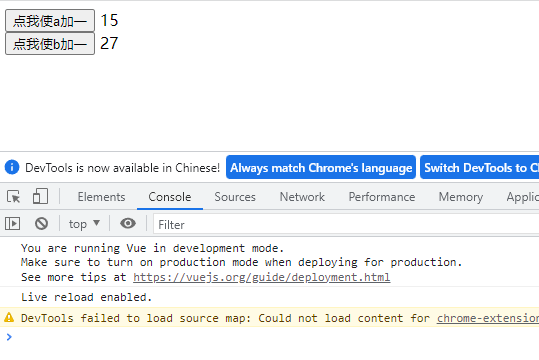 点我使a加一 15
点我使b加一 27
DevTools is now available in Chinese! Always match Chrome's language Switch DevTools to
Elements Console Sources Network Performance Memory
top Filter
You are running Vue in development mode.
Make sure to turn on production mode when deploying for production.
See more tips at https://vuejs.org/guide/deployment.html
Live reload enabled.
DevTools failed to load source map: Could not load content for chrome-extension